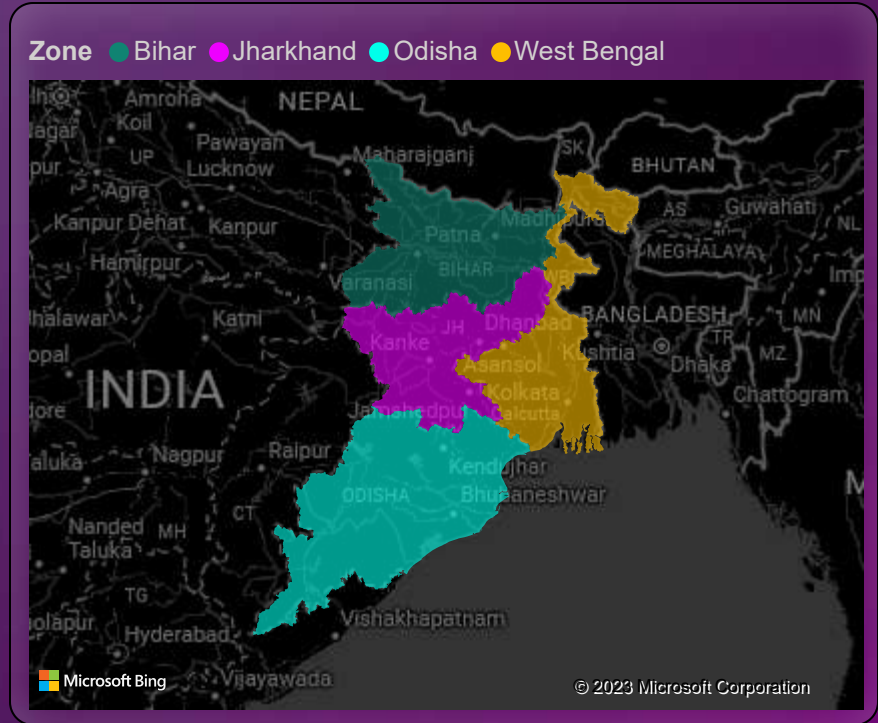 Zone Bihar Jharkhand Odisha West Bengal
Amroha
NEPAL
Koil
Pawayan
UP
Lucknow
Maharajganj
SK
BHUTAN
Agra
Kanpur Dehat
Kanpur
AS
Guwahati
NL
Patna
Hamirpur
BIHAR
MEGHALAYA
Varanasi
Katni
JH
Dhanbad
BANGLADESH
MN
Kanke
TR
Kushtia
Dhaka
MZ
INDIA
Asansol
Kolkata
Calcutta
Chattogram
Nagpur
Raipur
Kendujhar
ODISHA
Bhubaneshwar
CT
Nanded
Taluka
MH
TG
Vishakhapatnam
Hyderabad
Vijayawada
Microsoft Bing
© 2023 Microsoft Corporation